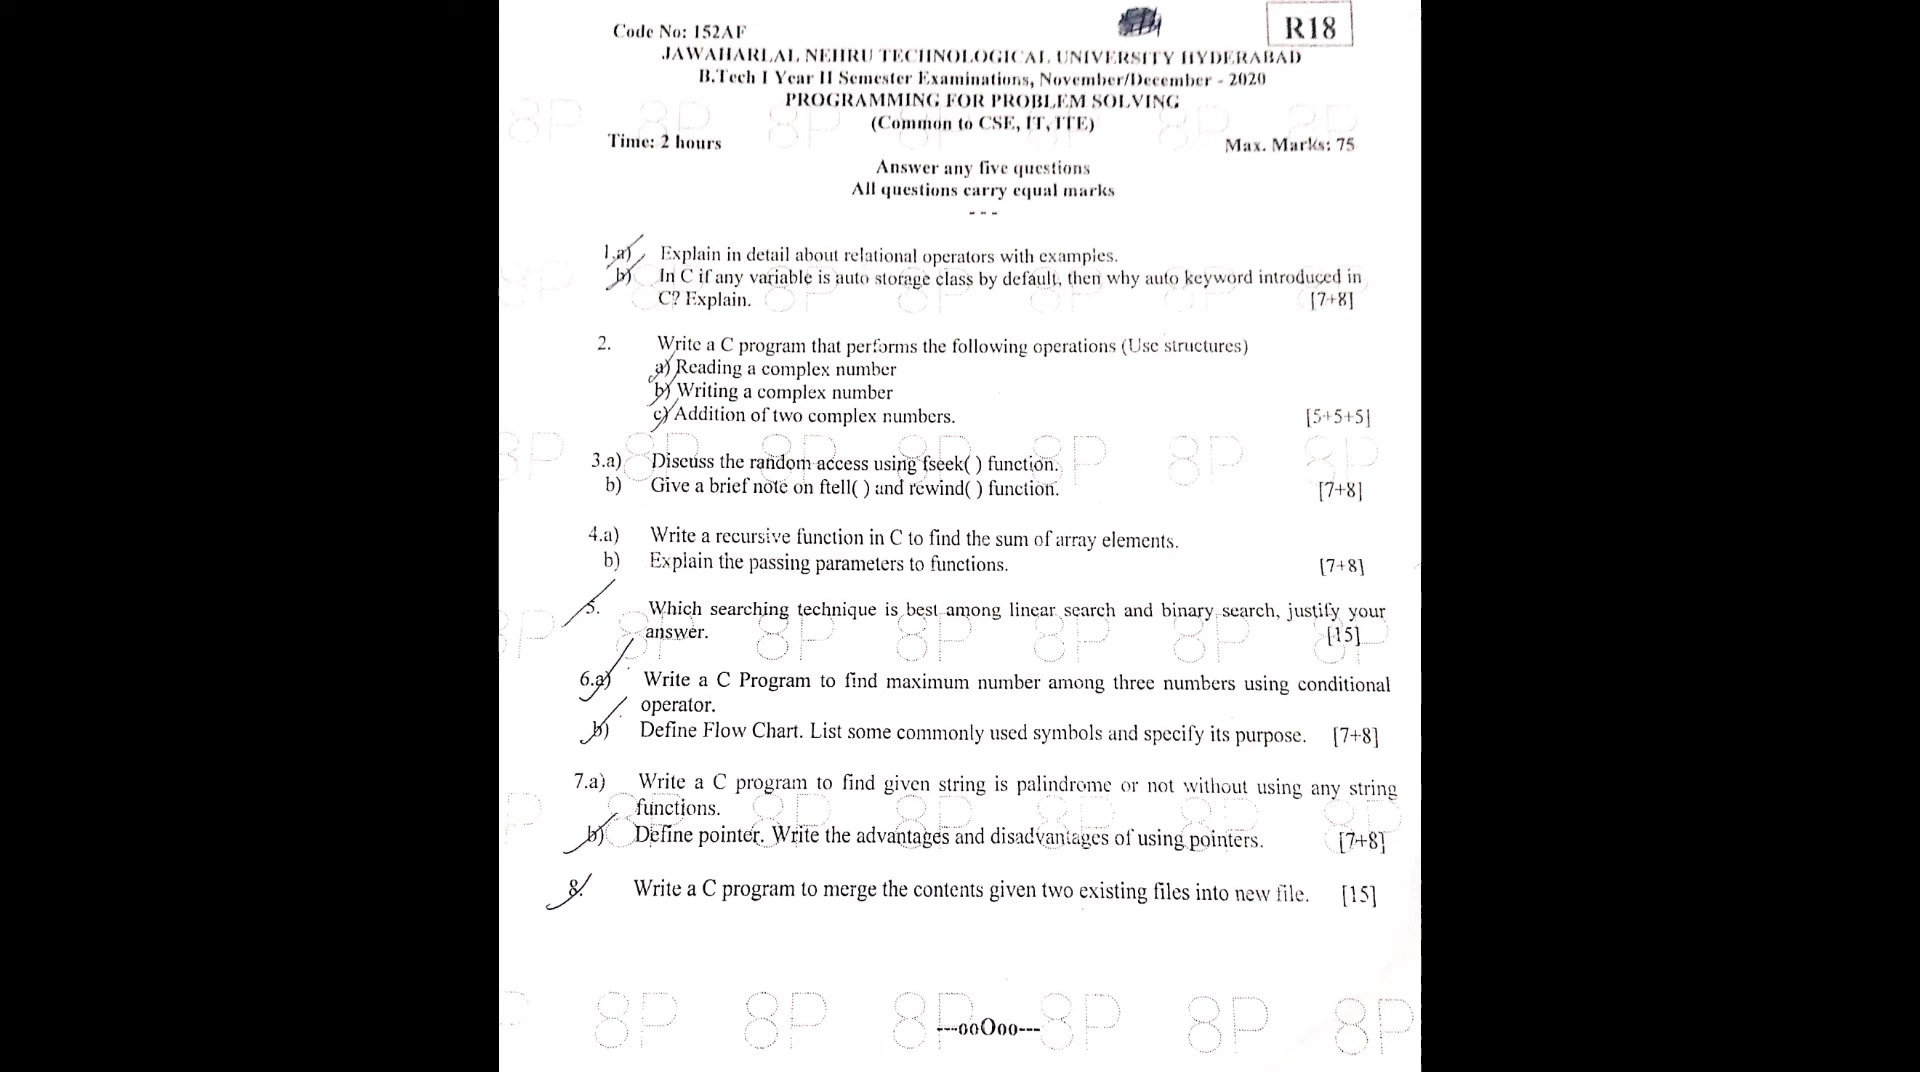 Code No: 152AF
R18
JAWAHARLAL NEHRU TECHNOLOGICAL UNIVERSITY HYDERABAD
B.Tech I Year II Semester Examinations, November/December - 2020
PROGRAMMING FOR PROBLEM SOLVING
(Common to CSE, IT, ITE)
Time: 2 hours Max. Marks: 75
Answer any five questions
All questions carry equal marks
- - -
1.a) Explain in detail about relational operators with examples.
b) In C if any variable is auto storage class by default, then why auto keyword introduced in
C? Explain. [7+8]
2. Write a C program that performs the following operations (Use structures)
a) Reading a complex number
b) Writing a complex number
c) Addition of two complex numbers. [5+5+5]
3.a) Discuss the random access using fseek( ) function.
b) Give a brief note on ftell( ) and rewind( ) function. [7+8]
4.a) Write a recursive function in C to find the sum of array elements.
b) Explain the passing parameters to functions. [7+8]
5. Which searching technique is best among linear search and binary search, justify your
answer. [15]
6.a) Write a C Program to find maximum number among three numbers using conditional
operator.
b) Define Flow Chart. List some commonly used symbols and specify its purpose. [7+8]
7.a) Write a C program to find given string is palindrome or not without using any string
functions.
b) Define pointer. Write the advantages and disadvantages of using pointers. [7+8]
8. Write a C program to merge the contents given two existing files into new file. [15]
---ooOoo---
8P 8P 8P 8P 8P 8P